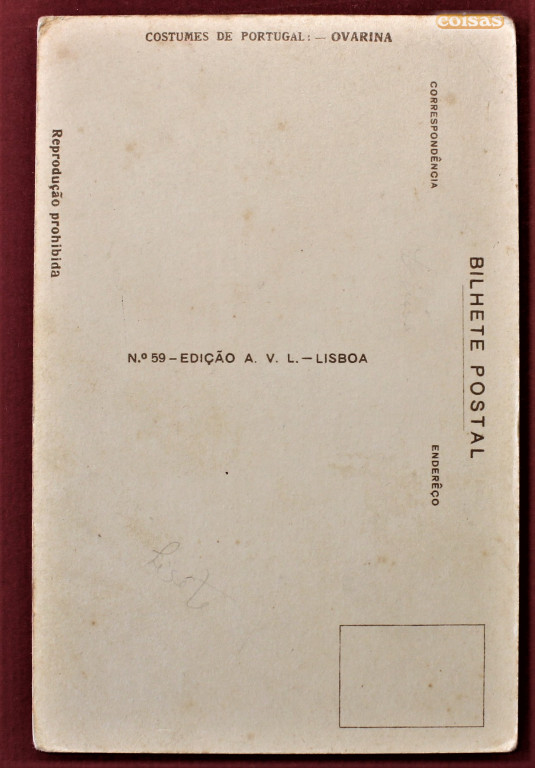 coisas
COSTUMES DE PORTUGAL: — OVARINA
CORRESPONDÊNCIA
Reprodução prohibida
BILHETE POSTAL
N.º 59 — EDIÇÃO A. V. L. — LISBOA
ENDERÊÇO